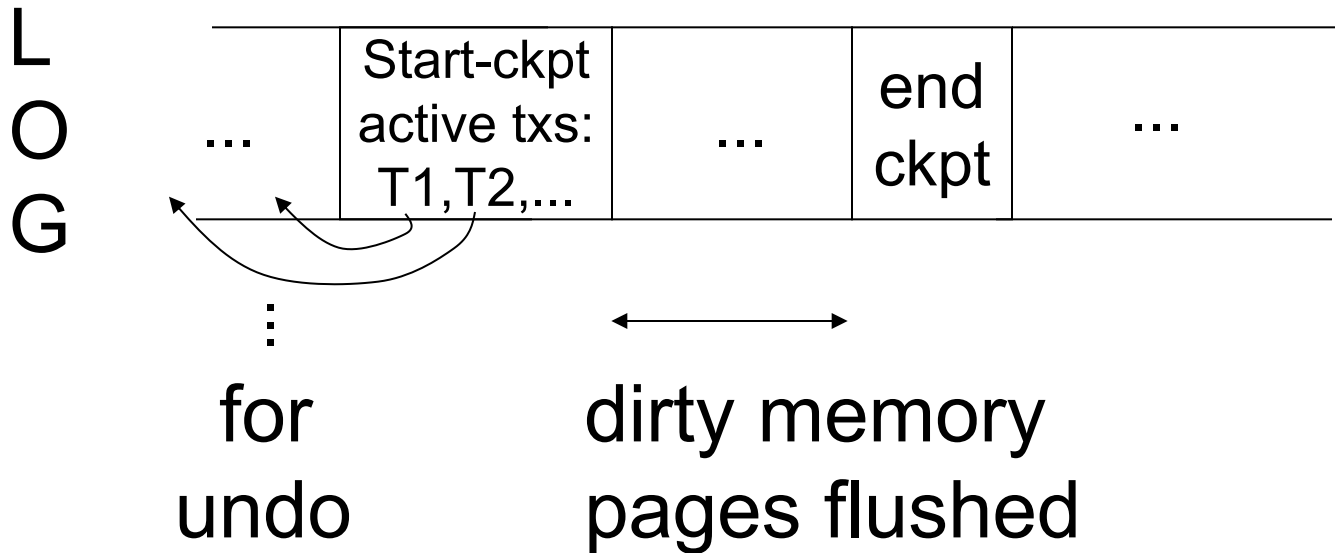 L
O
G
...
Start-ckpt
active txs:
T1,T2,...
...
end
ckpt
...
...
for
undo
dirty memory
pages flushed